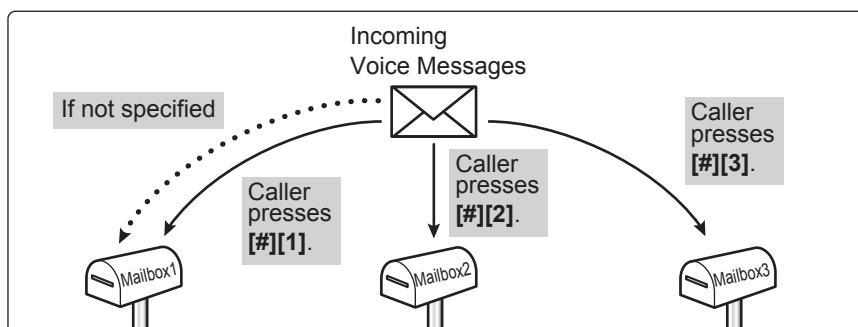 Incoming
Voice Messages
If not specified
Caller
presses
[#][1].
Caller
presses
[#][2].
Caller
presses
[#][3].
Mailbox1
Mailbox2
Mailbox3